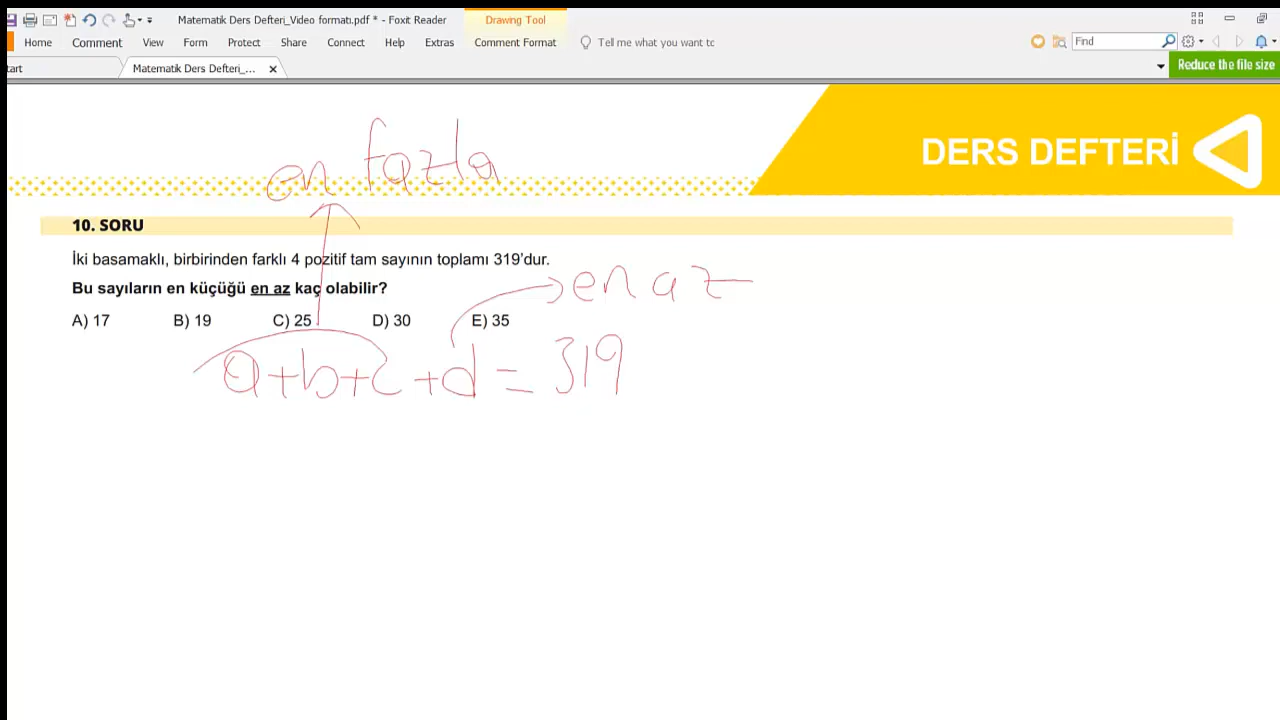 Matematik Ders Defteri_Video formatı.pdf * - Foxit Reader
Drawing Tool
Home Comment View Form Protect Share Connect Help Extras Comment Format Tell me what you want to Find
tart Matematik Ders Defteri_... Reduce the file size
DERS DEFTERİ
en fazla
10. SORU
İki basamaklı, birbirinden farklı 4 pozitif tam sayının toplamı 319'dur.
en az
Bu sayıların en küçüğü en az kaç olabilir?
A) 17 B) 19 C) 25 D) 30 E) 35
a+b+c+d=319